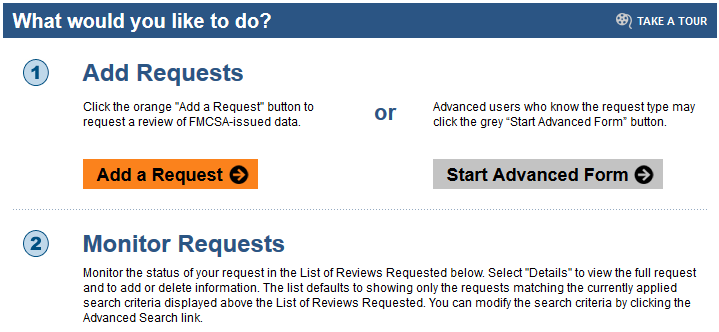 What would you like to do?
TAKE A TOUR
1
Add Requests
Click the orange "Add a Request" button to
request a review of FMCSA-issued data.
or
Advanced users who know the request type may
click the grey “Start Advanced Form” button.
Add a Request
Start Advanced Form
2
Monitor Requests
Monitor the status of your request in the List of Reviews Requested below. Select "Details" to view the full request
and to add or delete information. The list defaults to showing only the requests matching the currently applied
search criteria displayed above the List of Reviews Requested. You can modify the search criteria by clicking the
Advanced Search link.